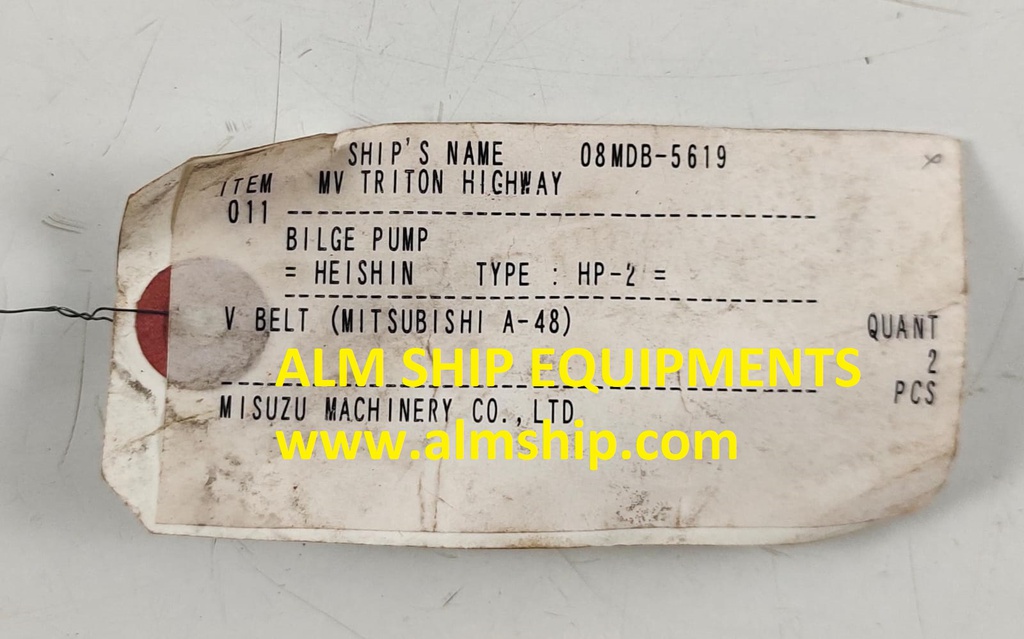 SHIP'S NAME 08MDB-5619
ITEM MV TRITON HIGHWAY
011
BILGE PUMP
= HEISHIN TYPE : HP-2 =
V BELT (MITSUBISHI A-48) QUANT
2
ALM SHIP EQUIPMENTS
PCS
MISUZU MACHINERY CO.,LTD
www.almship.com